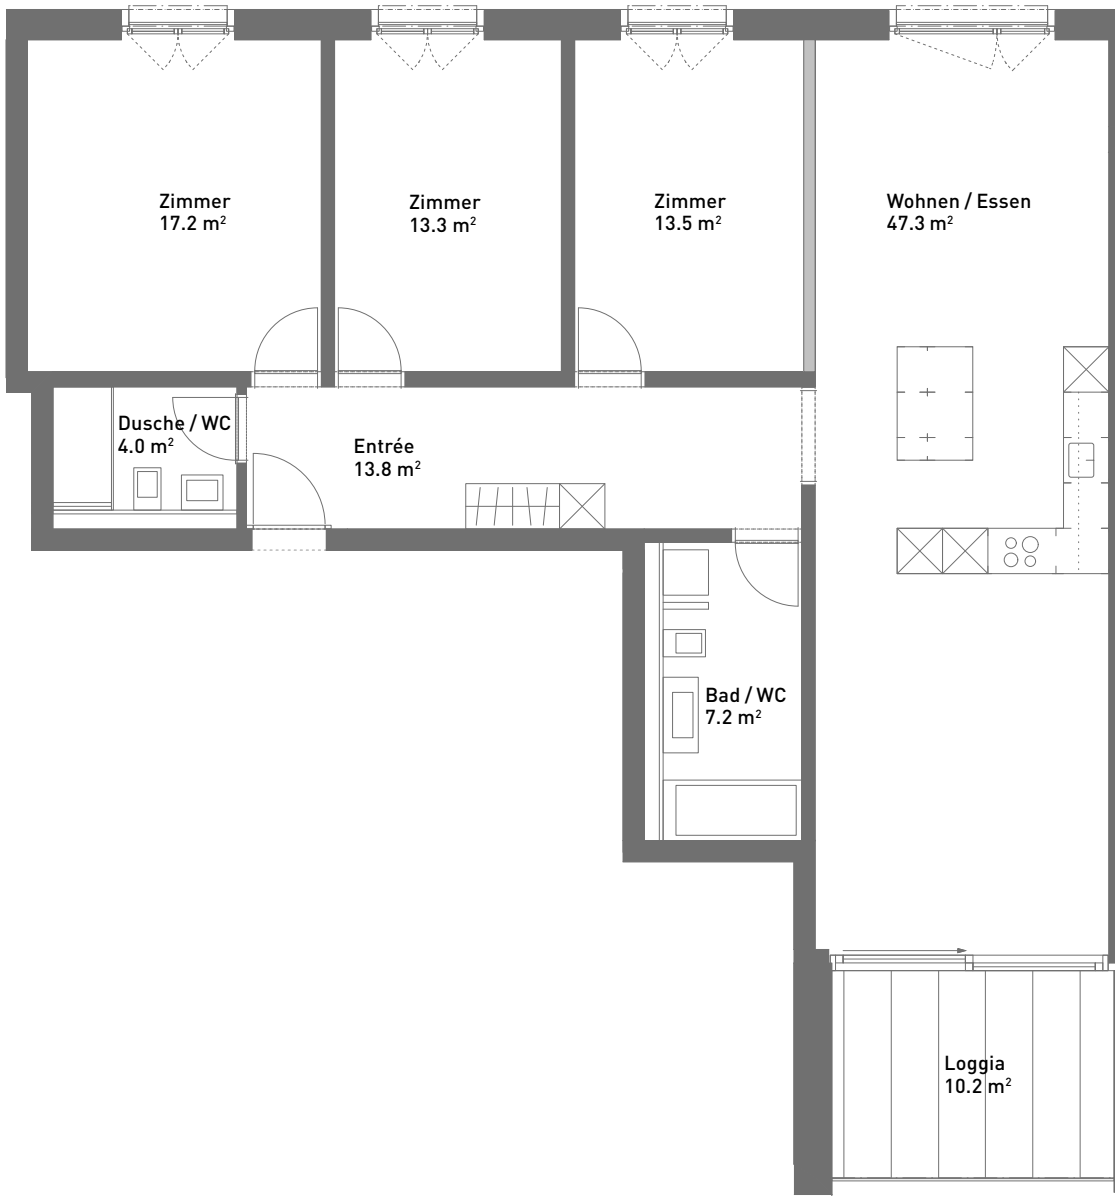 Zimmer
17.2 m²
Zimmer
13.3 m²
Zimmer
13.5 m²
Wohnen / Essen
47.3 m²
Dusche / WC
4.0 m²
Entrée
13.8 m²
Bad / WC
7.2 m²
Loggia
10.2 m²